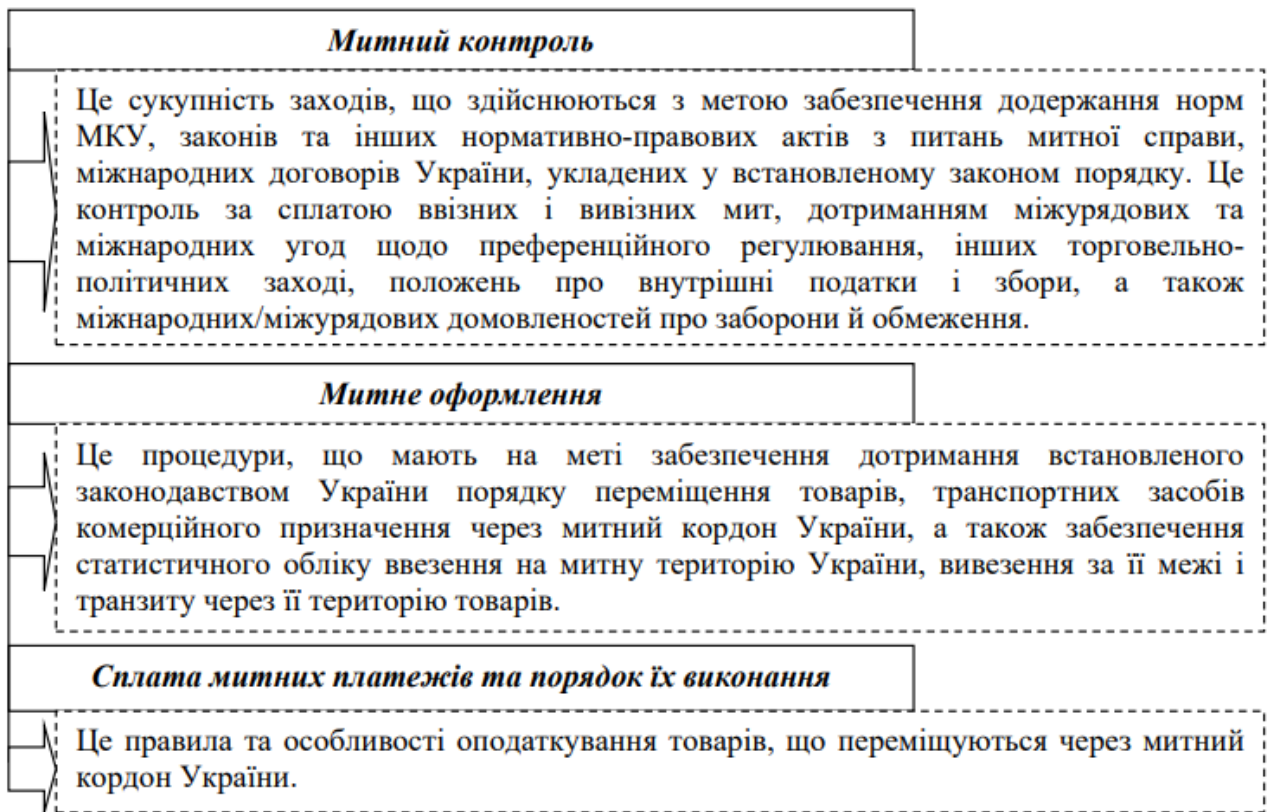 Митний контроль
Це сукупність заходів, що здійснюються з метою забезпечення додержання норм
МКУ, законів та інших нормативно-правових актів з питань митної справи,
міжнародних договорів України, укладених у встановленому законом порядку. Це
контроль за сплатою ввізних і вивізних мит, дотриманням міжурядових та
міжнародних угод щодо преференційного регулювання, інших торговельно-
політичних заході, положень про внутрішні податки і збори, а також
міжнародних/міжурядових домовленостей про заборони й обмеження.
Митне оформлення
Це процедури, що мають на меті забезпечення дотримання встановленого
законодавством України порядку переміщення товарів, транспортних засобів
комерційного призначення через митний кордон України, а також забезпечення
статистичного обліку ввезення на митну територію України, вивезення за її межі і
транзиту через її територію товарів.
Сплата митних платежів та порядок їх виконання
Це правила та особливості оподаткування товарів, що переміщуються через митний
кордон України.